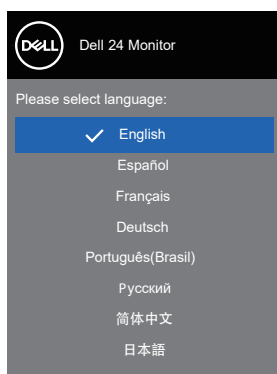 DELL
Dell 24 Monitor
Please select language:
English
Español
Français
Deutsch
Português(Brasil)
Русский
简体中文
日本語